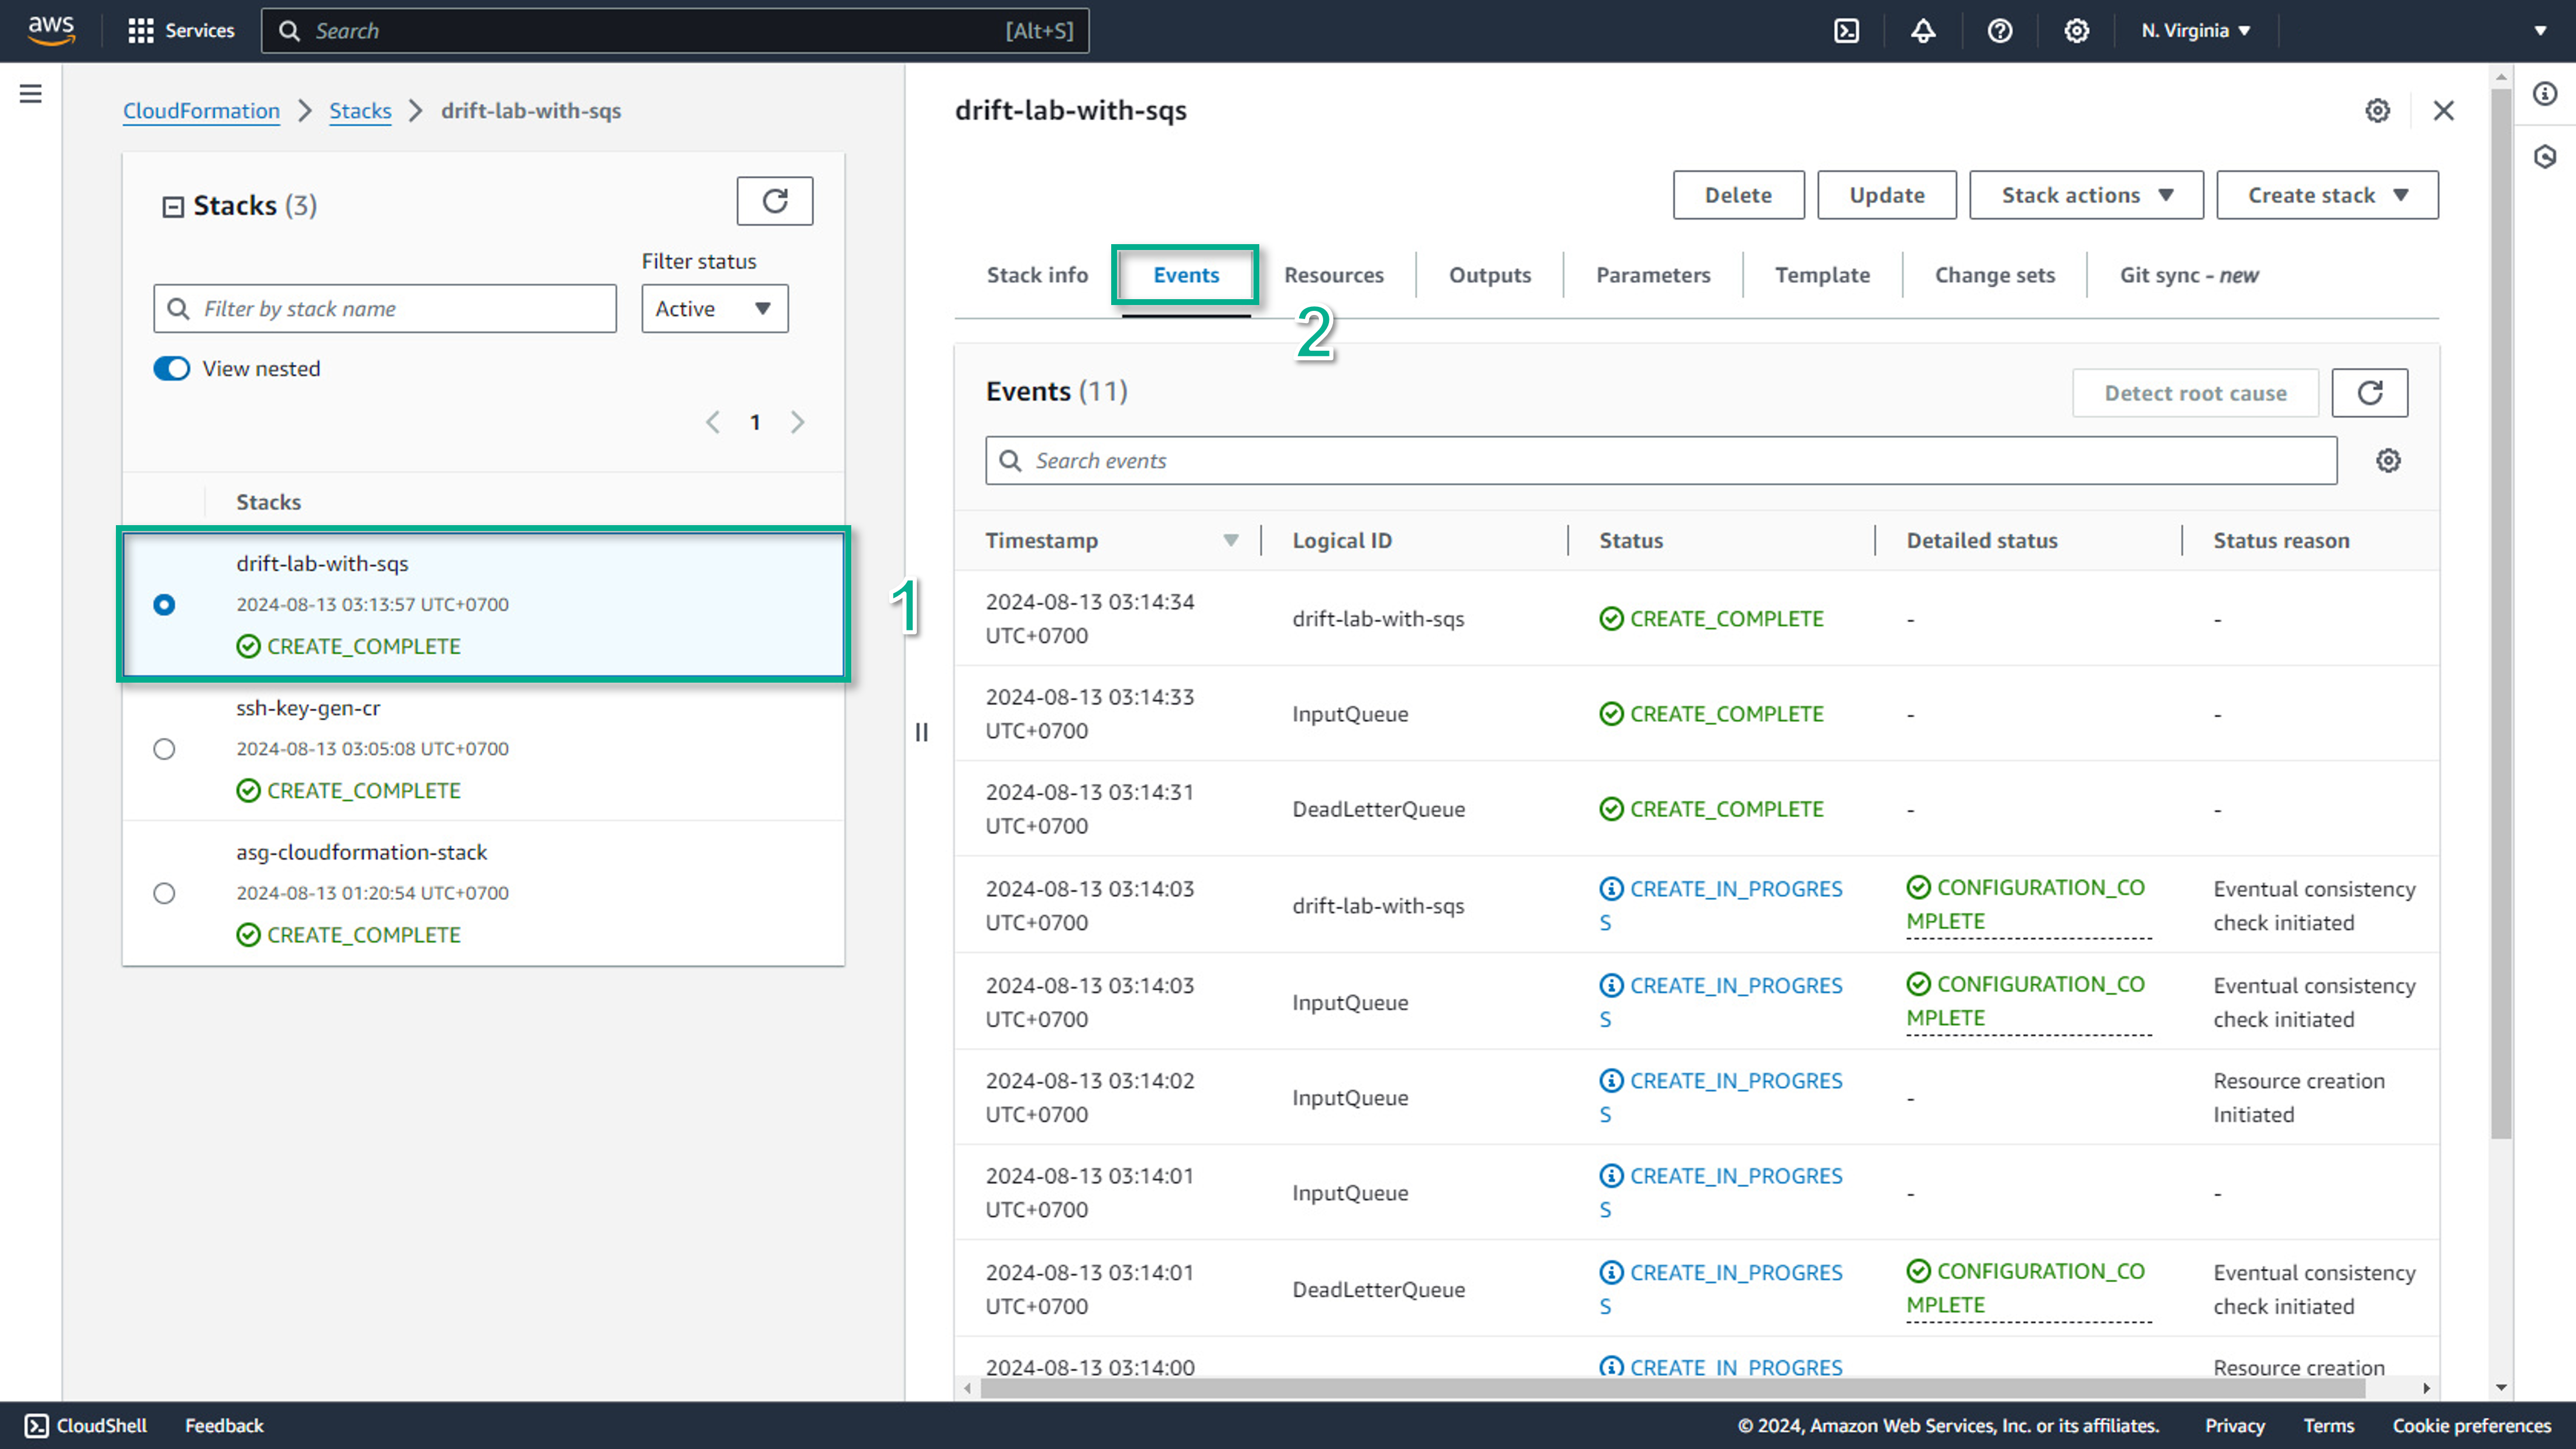 aws
Services
Search
[Alt+S]
N. Virginia
CloudFormation
Stacks
drift-lab-with-sqs
Stacks (3)
Filter status
Filter by stack name
Active
View nested
1
Stacks
drift-lab-with-sqs
2024-08-13 03:13:57 UTC+0700
CREATE_COMPLETE
ssh-key-gen-cr
2024-08-13 03:05:08 UTC+0700
CREATE_COMPLETE
asg-cloudformation-stack
2024-08-13 01:20:54 UTC+0700
CREATE_COMPLETE
1
drift-lab-with-sqs
Delete
Update
Stack actions
Create stack
Stack info
Events
Resources
Outputs
Parameters
Template
Change sets
Git sync - new
2
Events (11)
Detect root cause
Search events
Timestamp
Logical ID
Status
Detailed status
Status reason
2024-08-13 03:14:34
UTC+0700
drift-lab-with-sqs
CREATE_COMPLETE
-
-
2024-08-13 03:14:33
UTC+0700
InputQueue
CREATE_COMPLETE
-
-
2024-08-13 03:14:31
UTC+0700
DeadLetterQueue
CREATE_COMPLETE
-
-
2024-08-13 03:14:03
UTC+0700
drift-lab-with-sqs
CREATE_IN_PROGRES
S
CONFIGURATION_CO
MPLETE
Eventual consistency
check initiated
2024-08-13 03:14:03
UTC+0700
InputQueue
CREATE_IN_PROGRES
S
CONFIGURATION_CO
MPLETE
Eventual consistency
check initiated
2024-08-13 03:14:02
UTC+0700
InputQueue
CREATE_IN_PROGRES
S
-
Resource creation
Initiated
2024-08-13 03:14:01
UTC+0700
InputQueue
CREATE_IN_PROGRES
S
-
-
2024-08-13 03:14:01
UTC+0700
DeadLetterQueue
CREATE_IN_PROGRES
S
CONFIGURATION_CO
MPLETE
Eventual consistency
check initiated
2024-08-13 03:14:00
CREATE_IN_PROGRES
Resource creation
CloudShell
Feedback
© 2024, Amazon Web Services, Inc. or its affiliates.
Privacy
Terms
Cookie preferences